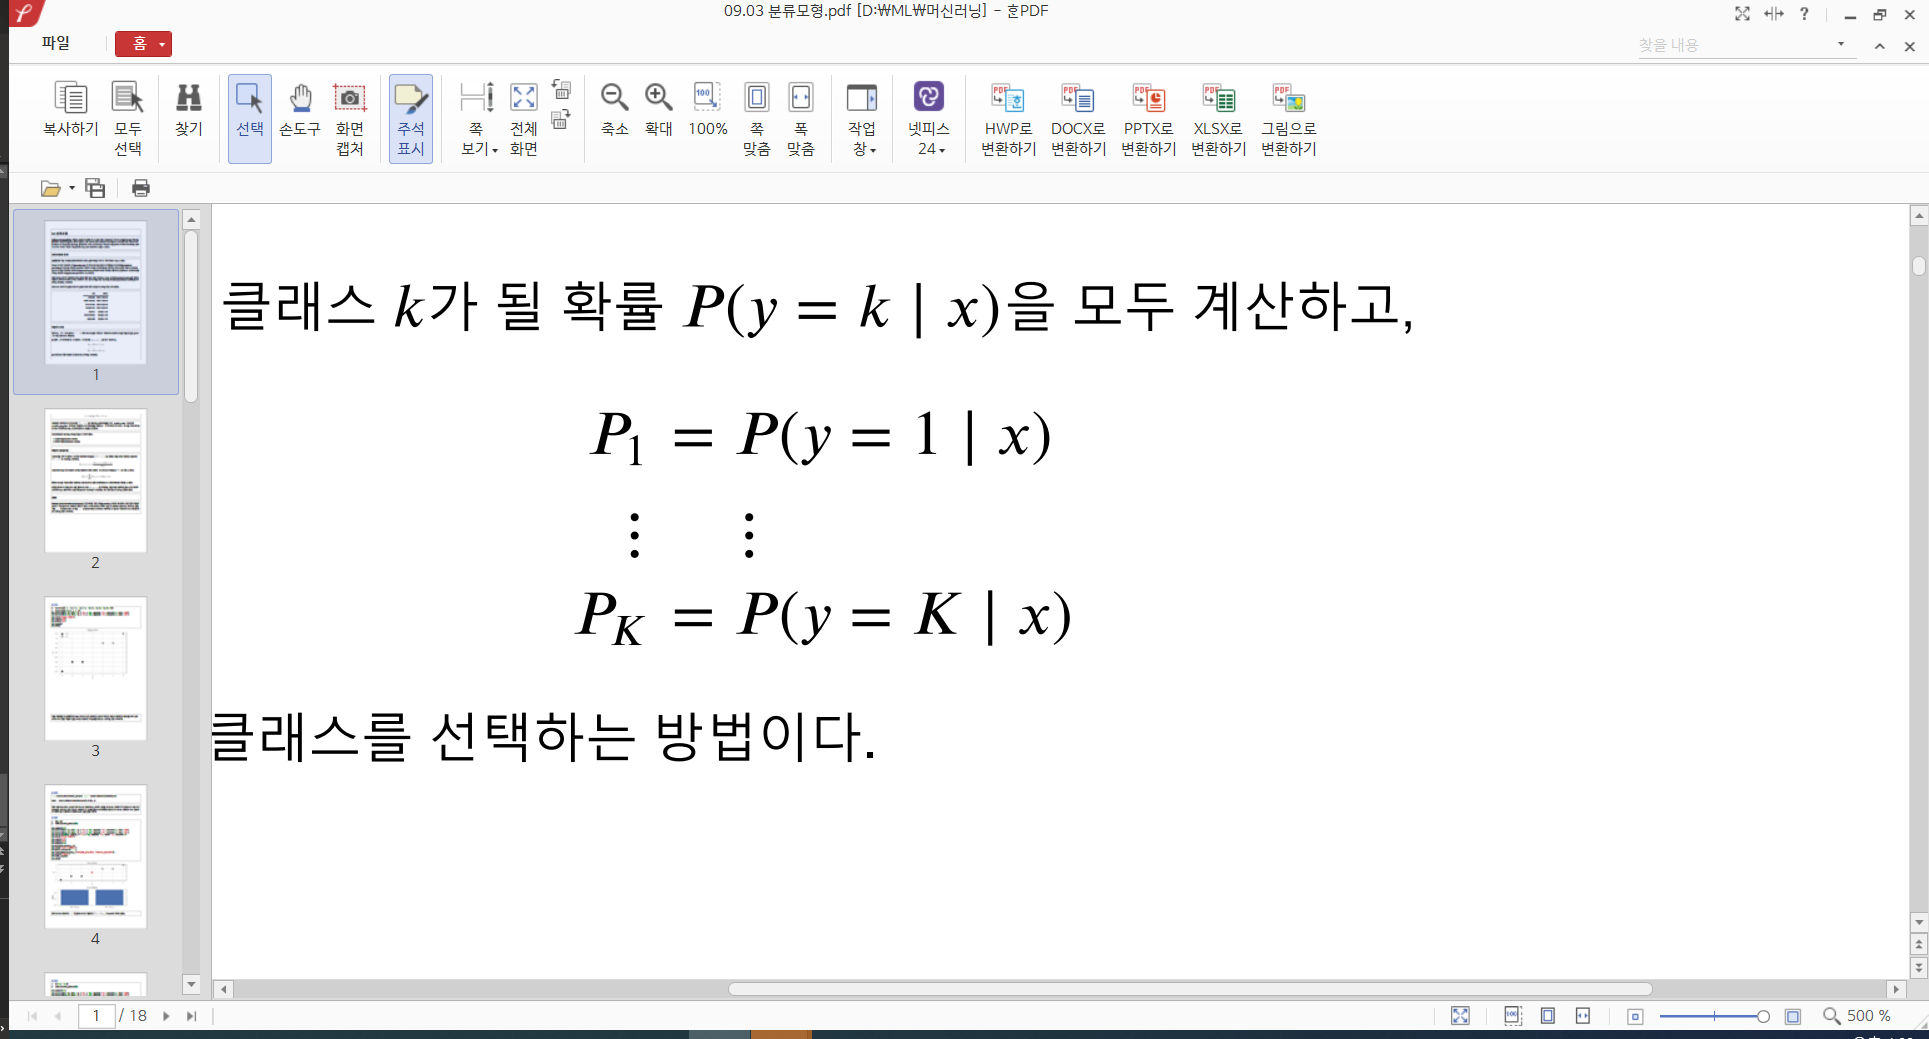 09.03 분류모형.pdf [D:₩ML₩머신러닝] - 한PDF
파일
홈
찾을 내용
복사하기
모두 선택
찾기
선택
손도구
화면 캡처
주석 표시
쪽 보기
전체 화면
축소
확대
100%
쪽 맞춤
폭 맞춤
작업 창
넷피스 24
HWP로 변환하기
DOCX로 변환하기
PPTX로 변환하기
XLSX로 변환하기
그림으로 변환하기
클래스 k가 될 확률 P(y = k | x)을 모두 계산하고,
P₁ = P(y = 1 | x)
⋮ ⋮
P_K = P(y = K | x)
클래스를 선택하는 방법이다.
1
2
3
4
1 / 18
500 %